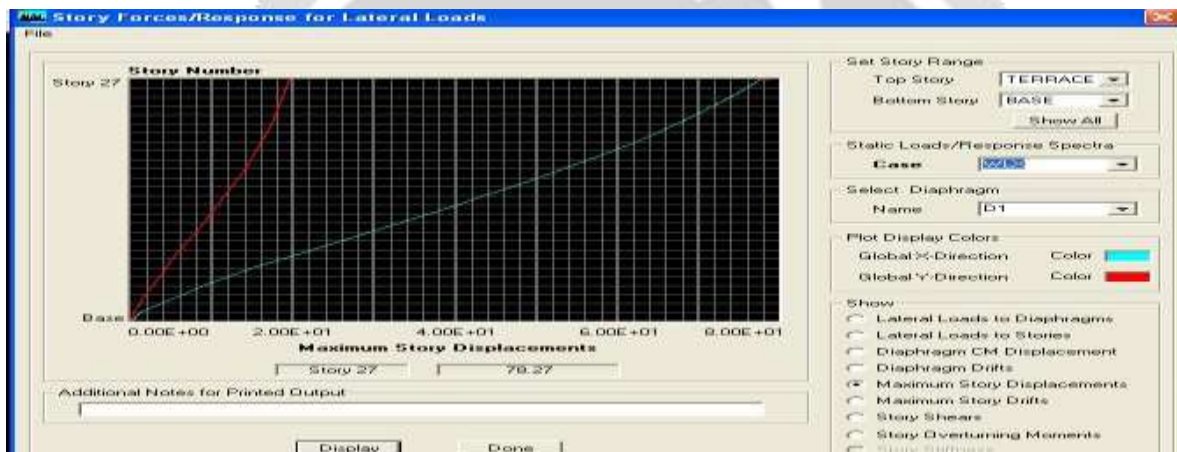 Story Forces/Response for Lateral Loads
File
Story Number
Story 27
Base
0.00E+00 2.00E+01 4.00E+01 6.00E+01 8.00E+01
Maximum Story Displacements
Story 27 78.27
Additional Notes for Printed Output
Display Done
Set Story Range
Top Story TERRACE
Bottom Story BASE
Show All
Static Loads/Response Spectra
Case
Select Diaphragm
Name D1
Plot Display Colors
Global X-Direction Color
Global Y-Direction Color
Show
Lateral Loads to Diaphragms
Lateral Loads to Stories
Diaphragm CM Displacement
Diaphragm Drifts
Maximum Story Displacements
Maximum Story Drifts
Story Shears
Story Overturning Moments